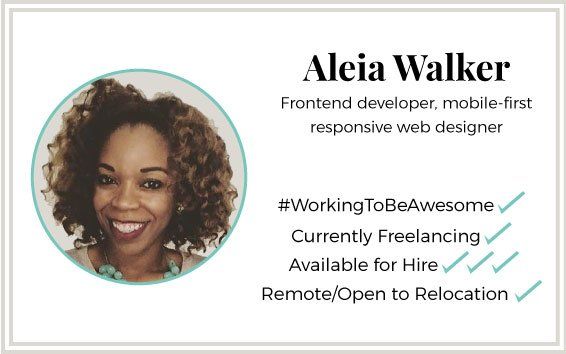 Aleia Walker
Frontend developer, mobile-first
responsive web designer
#WorkingToBeAwesome
Currently Freelancing
Available for Hire
Remote/Open to Relocation